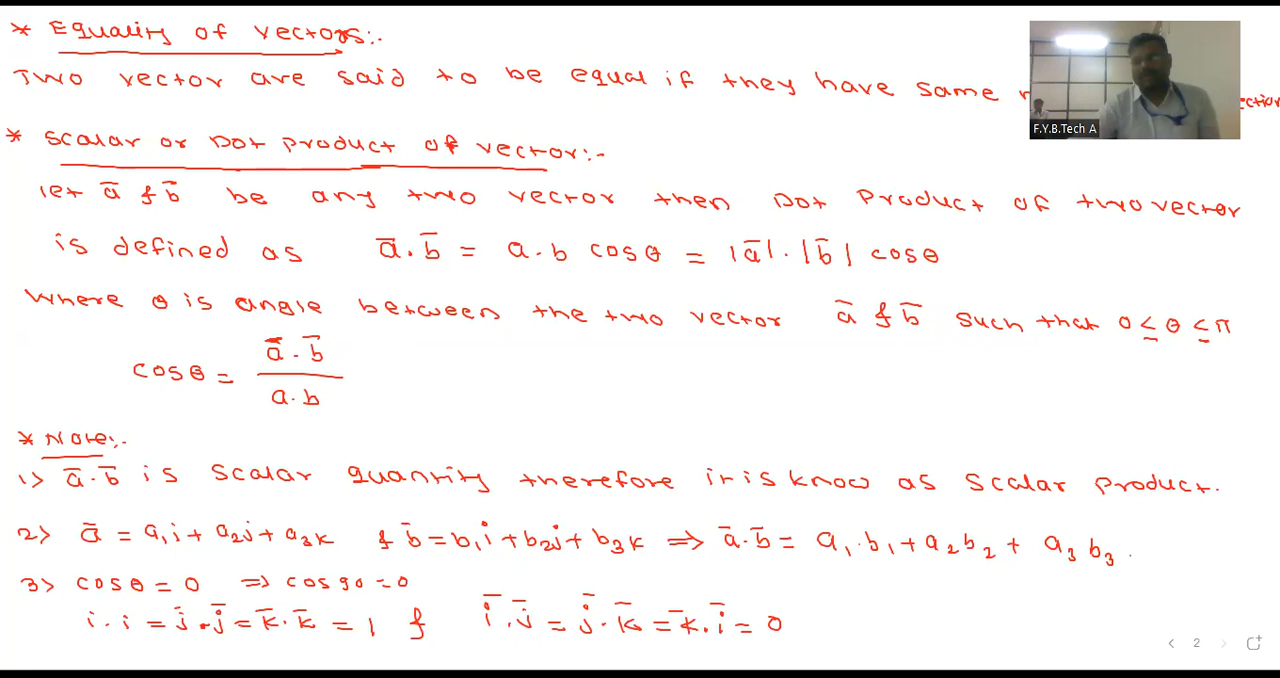 * Equality of vectors:-
Two vector are said to be equal if they have same
ection
* Scalar or Dot product of vector:-
let a̅ & b̅ be any two vector then Dot product of two vector
is defined as a̅.b̅ = a.b cosθ = |a̅|.|b̅| cosθ
Where θ is angle between the two vector a̅ & b̅ such that 0 ≤ θ ≤ π
cosθ = a̅.b̅ / a.b
* Note:-
1> a̅.b̅ is scalar quantity therefore it is know as scalar product.
2> a̅ = a₁i + a₂j + a₃k & b̅ = b₁i + b₂j + b₃k ⇒ a̅.b̅ = a₁.b₁ + a₂b₂ + a₃b₃.
3> cosθ = 0 ⇒ cos90 = 0
i.i = j̅.j̅ = k̅.k̅ = 1 & i̅.j̅ = j̅.k̅ = k̅.i̅ = 0
F.Y.B.Tech A
< 2 >